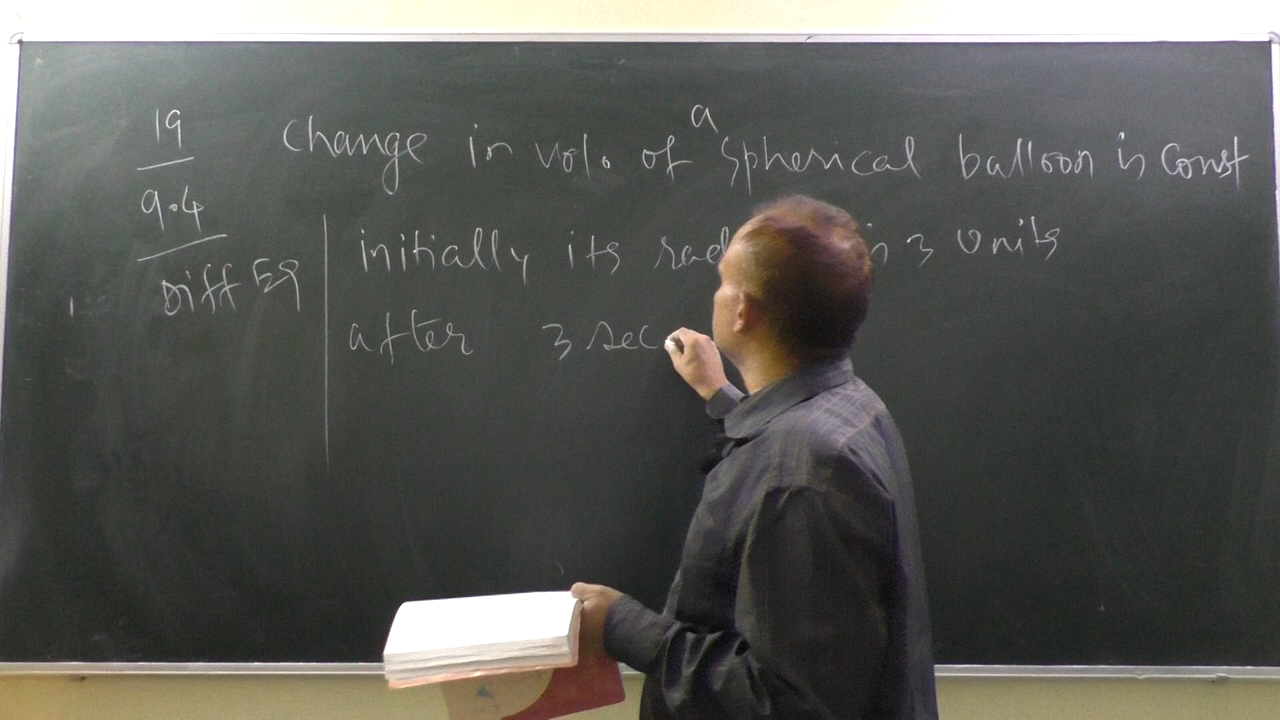 19
9.4
Diff Eq
Change in vol. of a spherical balloon is const
initially its rad 3 units
after 3 sec